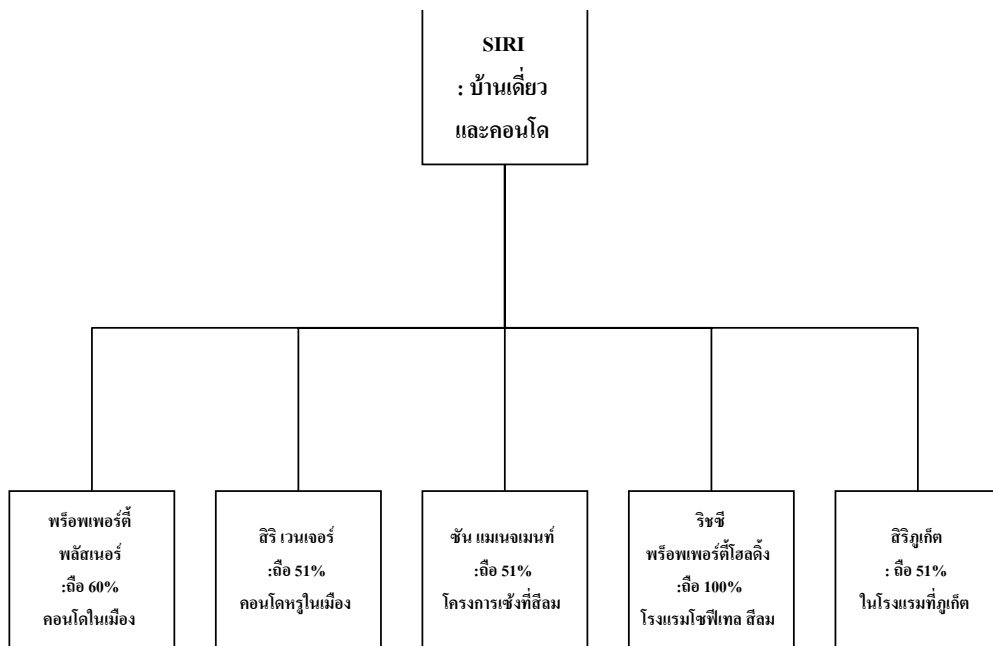 SIRI
: บ้านเดี่ยว
และคอนโด
พร็อพเพอร์ตี้
พลัสเนอร์
:ถือ 60%
คอนโดในเมือง
สิริ เวนเจอร์
:ถือ 51%
คอนโดหรูในเมือง
ซัน แมเนจเมนท์
:ถือ 51%
โครงการเซ้งที่สีลม
ริชซี
พร็อพเพอร์ตี้โฮลดิ้ง
:ถือ 100%
โรงแรมโซฟีเทล สีลม
สิริภูเก็ต
: ถือ 51%
ในโรงแรมที่ภูเก็ต